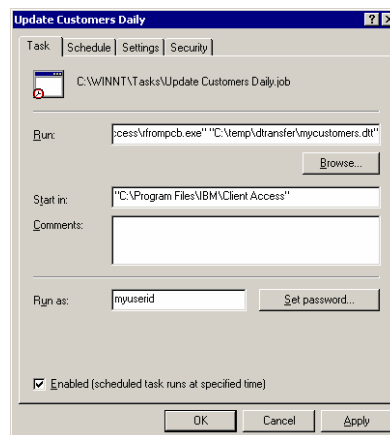 Update Customers Daily
Task Schedule Settings Security
C:\WINNT\Tasks\Update Customers Daily.job
Run: :cess\rfrompcb.exe" "C:\temp\dtransfer\mycustomers.dtt"
Browse...
Start in: "C:\Program Files\IBM\Client Access"
Comments:
Run as: myuserid Set password...
Enabled (scheduled task runs at specified time)
OK Cancel Apply